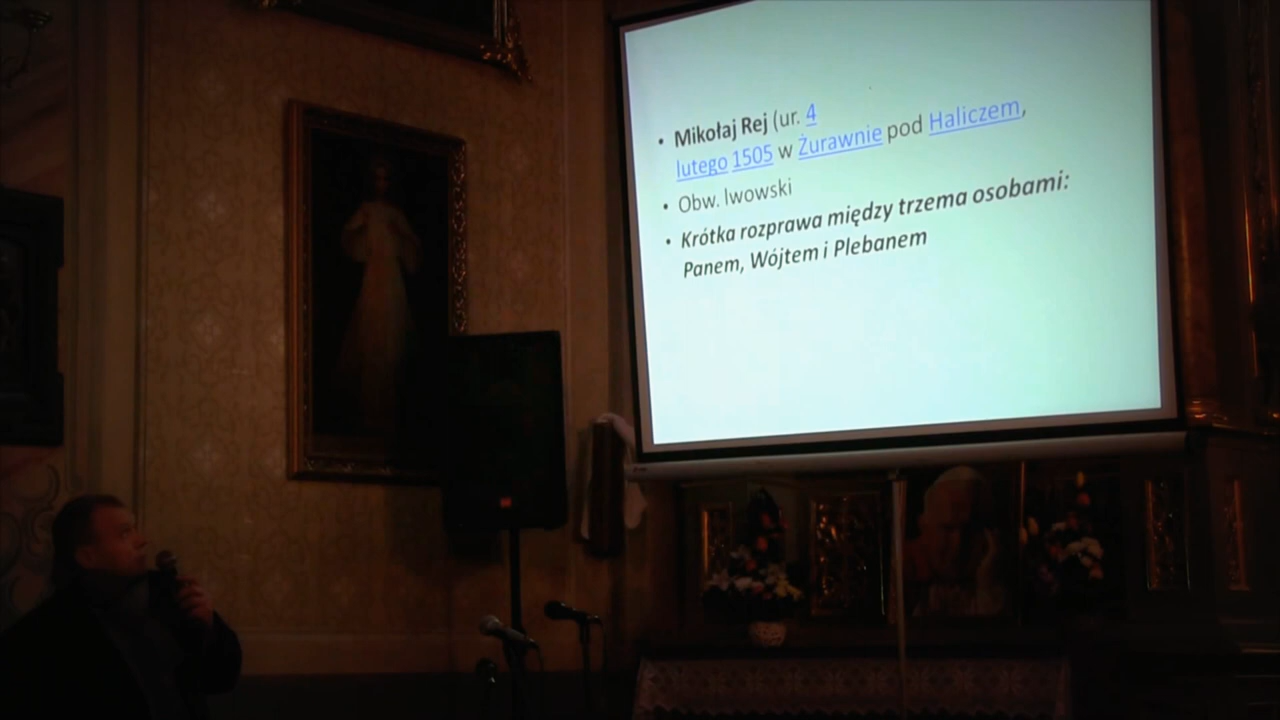 • Mikołaj Rej (ur. 4
lutego 1505 w Żurawnie pod Haliczem,
• Obw. lwowski
• Krótka rozprawa między trzema osobami:
Panem, Wójtem i Plebanem